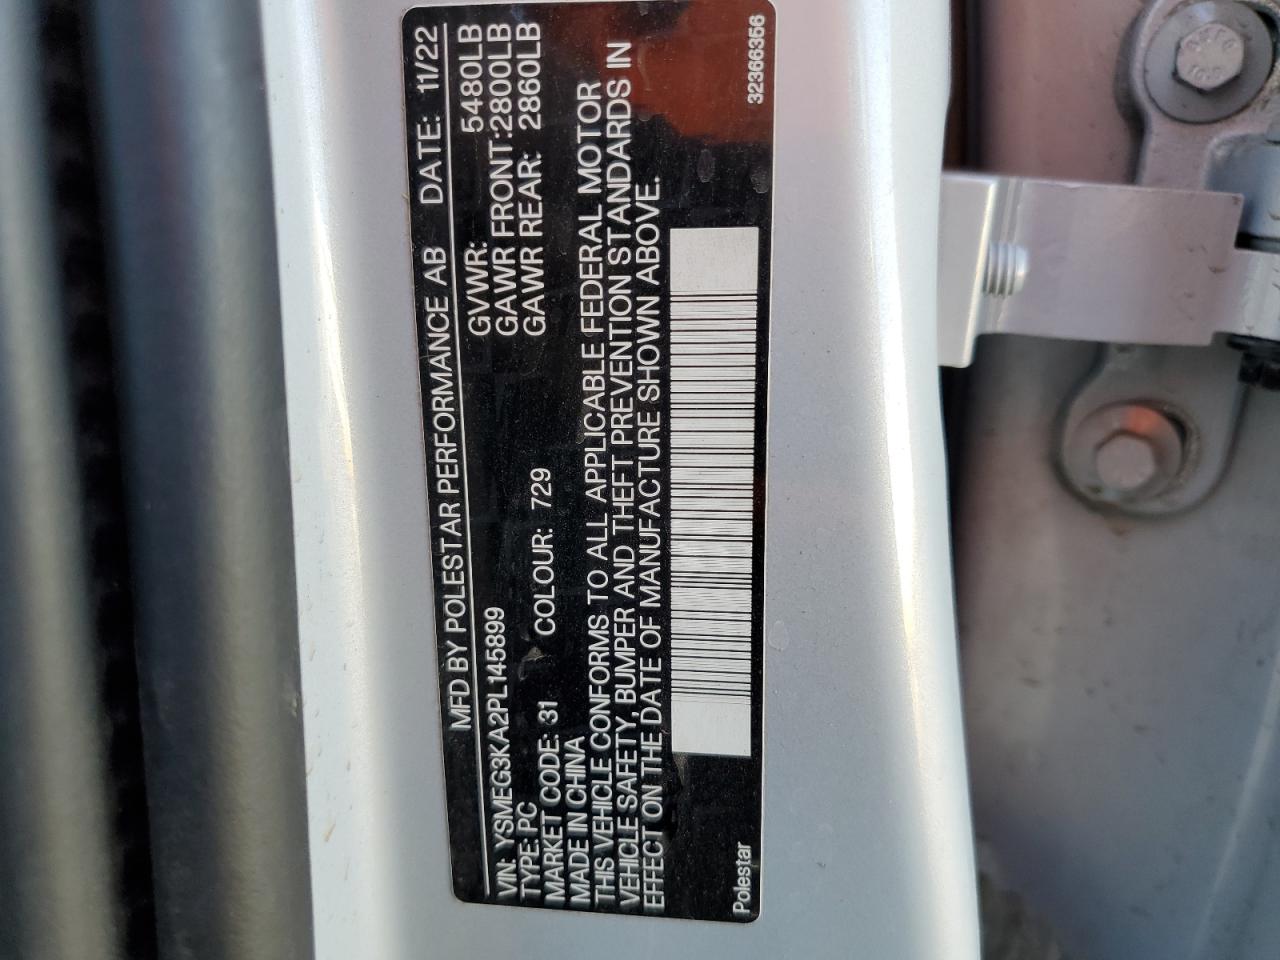 MFD BY POLESTAR PERFORMANCE AB DATE: 11/22
VIN: YSMEG3KA2PL145899 GVWR: 5480LB
TYPE: PC GAWR FRONT:2800LB
MARKET CODE: 31 COLOUR: 729 GAWR REAR: 2860LB
MADE IN CHINA
THIS VEHICLE CONFORMS TO ALL APPLICABLE FEDERAL MOTOR
VEHICLE SAFETY, BUMPER AND THEFT PREVENTION STANDARDS IN
EFFECT ON THE DATE OF MANUFACTURE SHOWN ABOVE.
Polestar 32366356